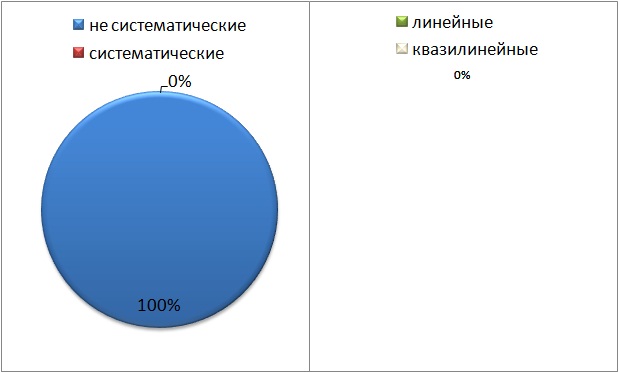 не систематические
систематические
0%
100%
линейные
квазилинейные
0%